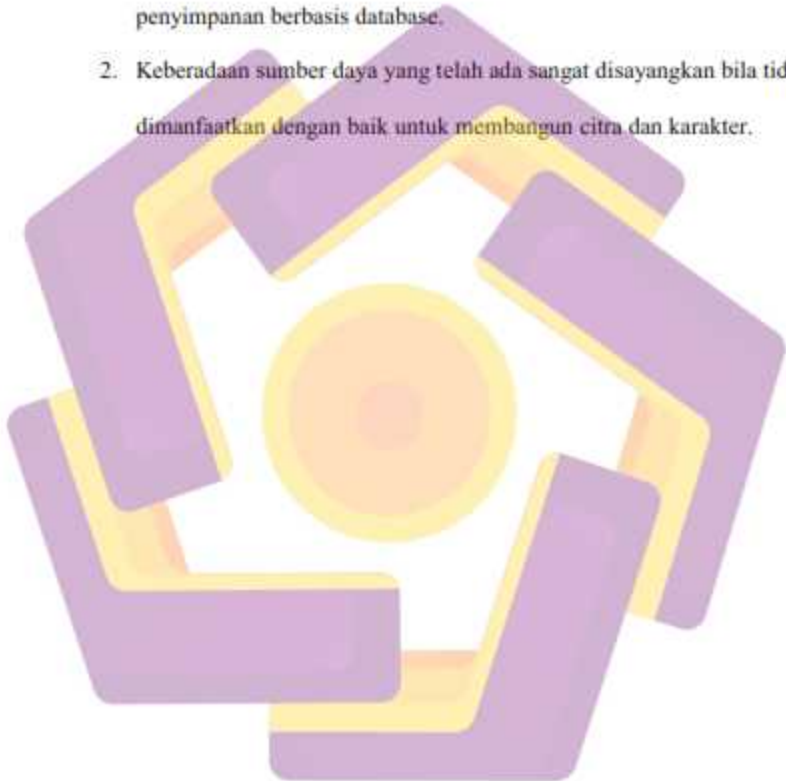 penyimpanan berbasis database.
2. Keberadaan sumber daya yang telah ada sangat disayangkan bila
dimanfaatkan dengan baik untuk membangun citra dan karakter.